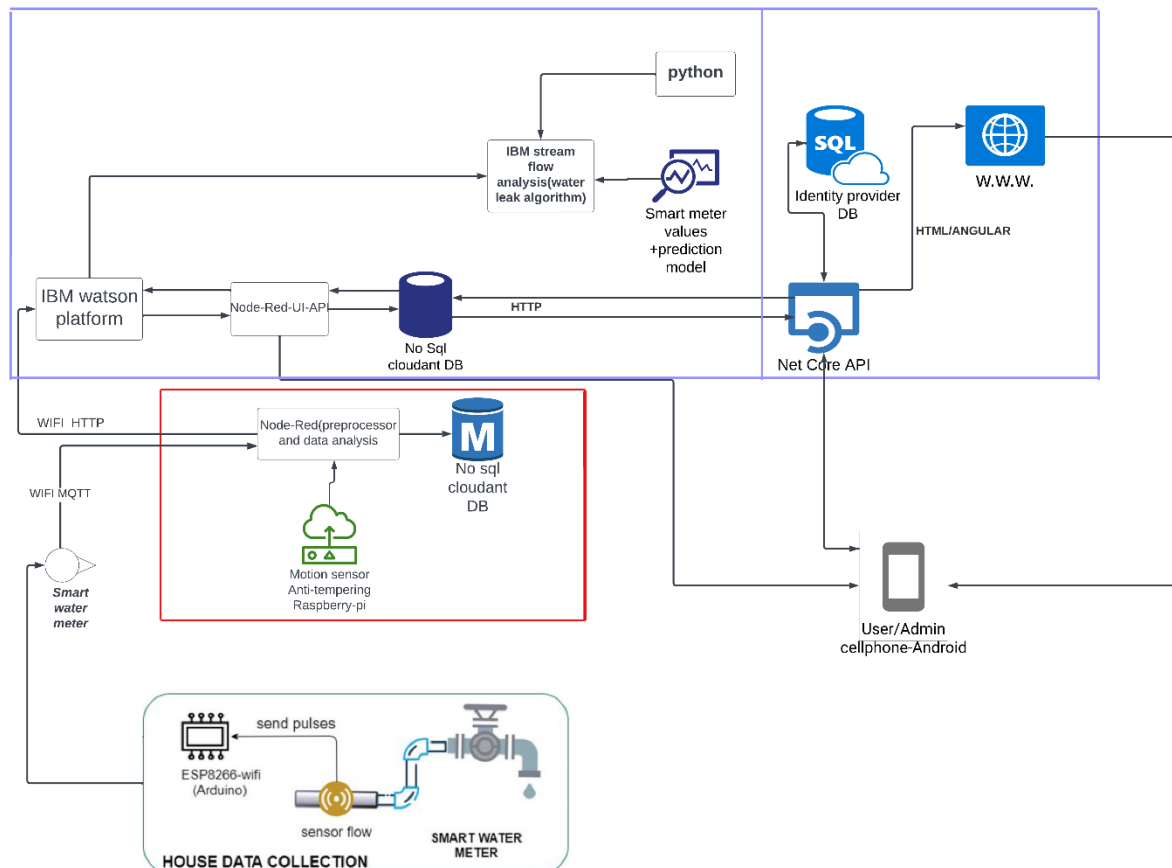 python
IBM stream
flow
analysis(water
leak algorithm)
Smart meter
values
+prediction
model
SQL
Identity provider
DB
W.W.W.
HTML/ANGULAR
IBM watson
platform
Node-Red-UI-API
No Sql
cloudant DB
HTTP
Net Core API
WIFI HTTP
Node-Red(preprocessor
and data analysis
M
No sql
cloudant
DB
WIFI MQTT
Motion sensor
Anti-tempering
Raspberry-pi
Smart
water
meter
User/Admin
cellphone-Android
send pulses
ESP8266-wifi
(Arduino)
sensor flow
SMART WATER
METER
HOUSE DATA COLLECTION